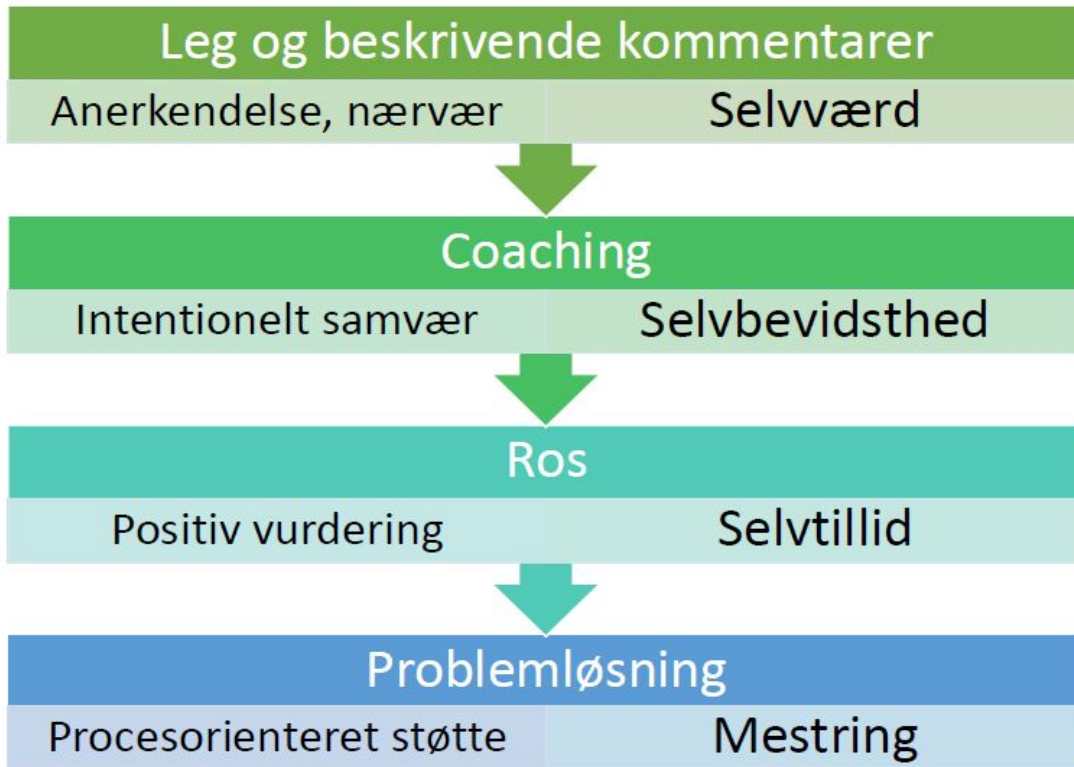 Leg og beskrivende kommentarer
Anerkendelse, nærvær
Selvværd
Coaching
Intentionelt samvær
Selvbevidsthed
Ros
Positiv vurdering
Selvtillid
Problemløsning
Procesorienteret støtte
Mestring